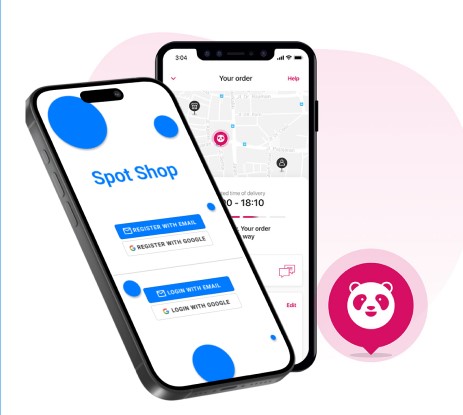 3:04
Your order
Help
Spot Shop
REGISTER WITH EMAIL
G REGISTER WITH GOOGLE
LOGIN WITH EMAIL
G LOGIN WITH GOOGLE
time of delivery
0 - 18:10
Your order
way
Edit